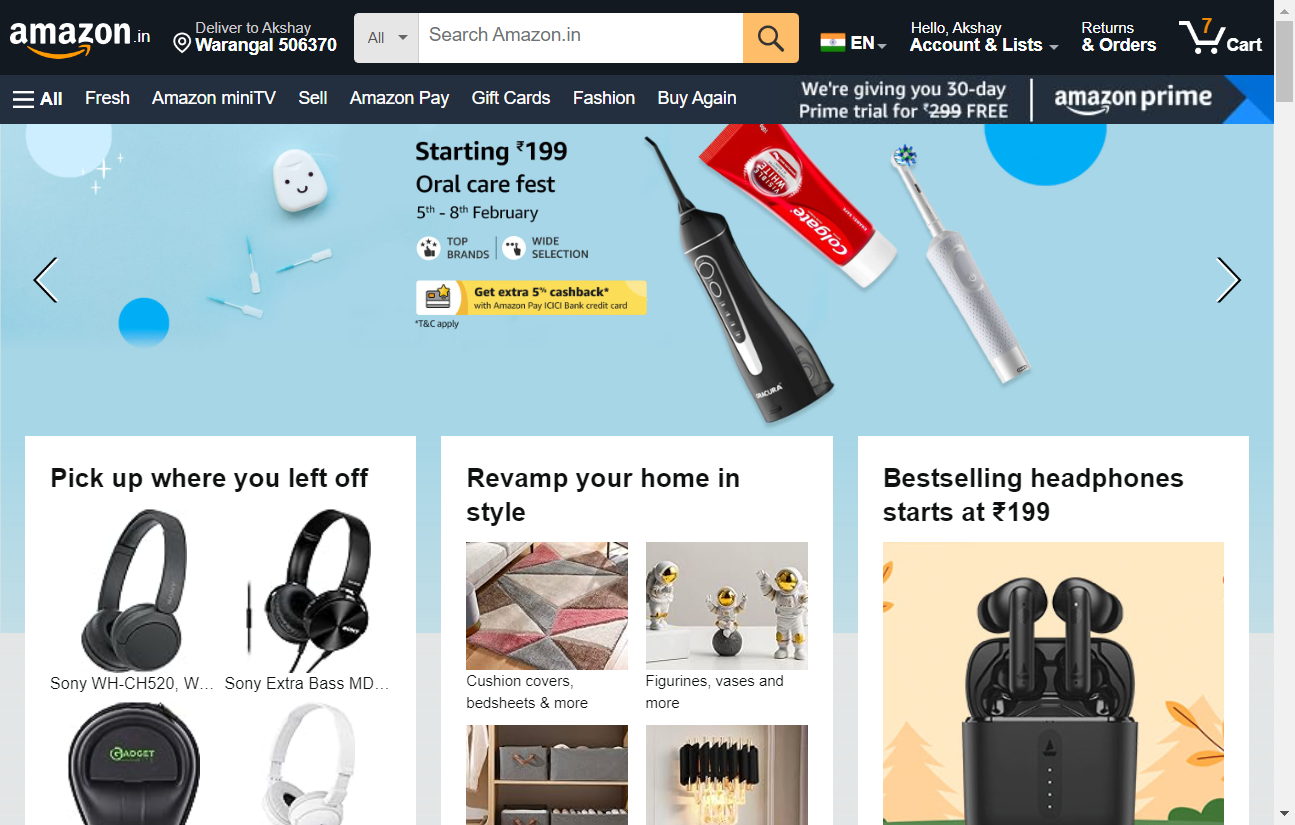 amazon.in
Deliver to Akshay
Warangal 506370
All
Search Amazon.in
EN
Hello, Akshay
Account & Lists
Returns
& Orders
7
Cart
All
Fresh
Amazon miniTV
Sell
Amazon Pay
Gift Cards
Fashion
Buy Again
We're giving you 30-day
Prime trial for ₹299 FREE
amazon prime
Starting ₹199
Oral care fest
5th - 8th February
TOP
BRANDS
WIDE
SELECTION
Get extra 5% cashback*
with Amazon Pay ICICI Bank credit card
*T&C apply
VISIBLE
WHITE
Colgate
ORACURA
Pick up where you left off
SONY
SONY
Sony WH-CH520, W…
Sony Extra Bass MD…
GADGET
Revamp your home in
style
Cushion covers,
bedsheets & more
Figurines, vases and
more
Bestselling headphones
starts at ₹199